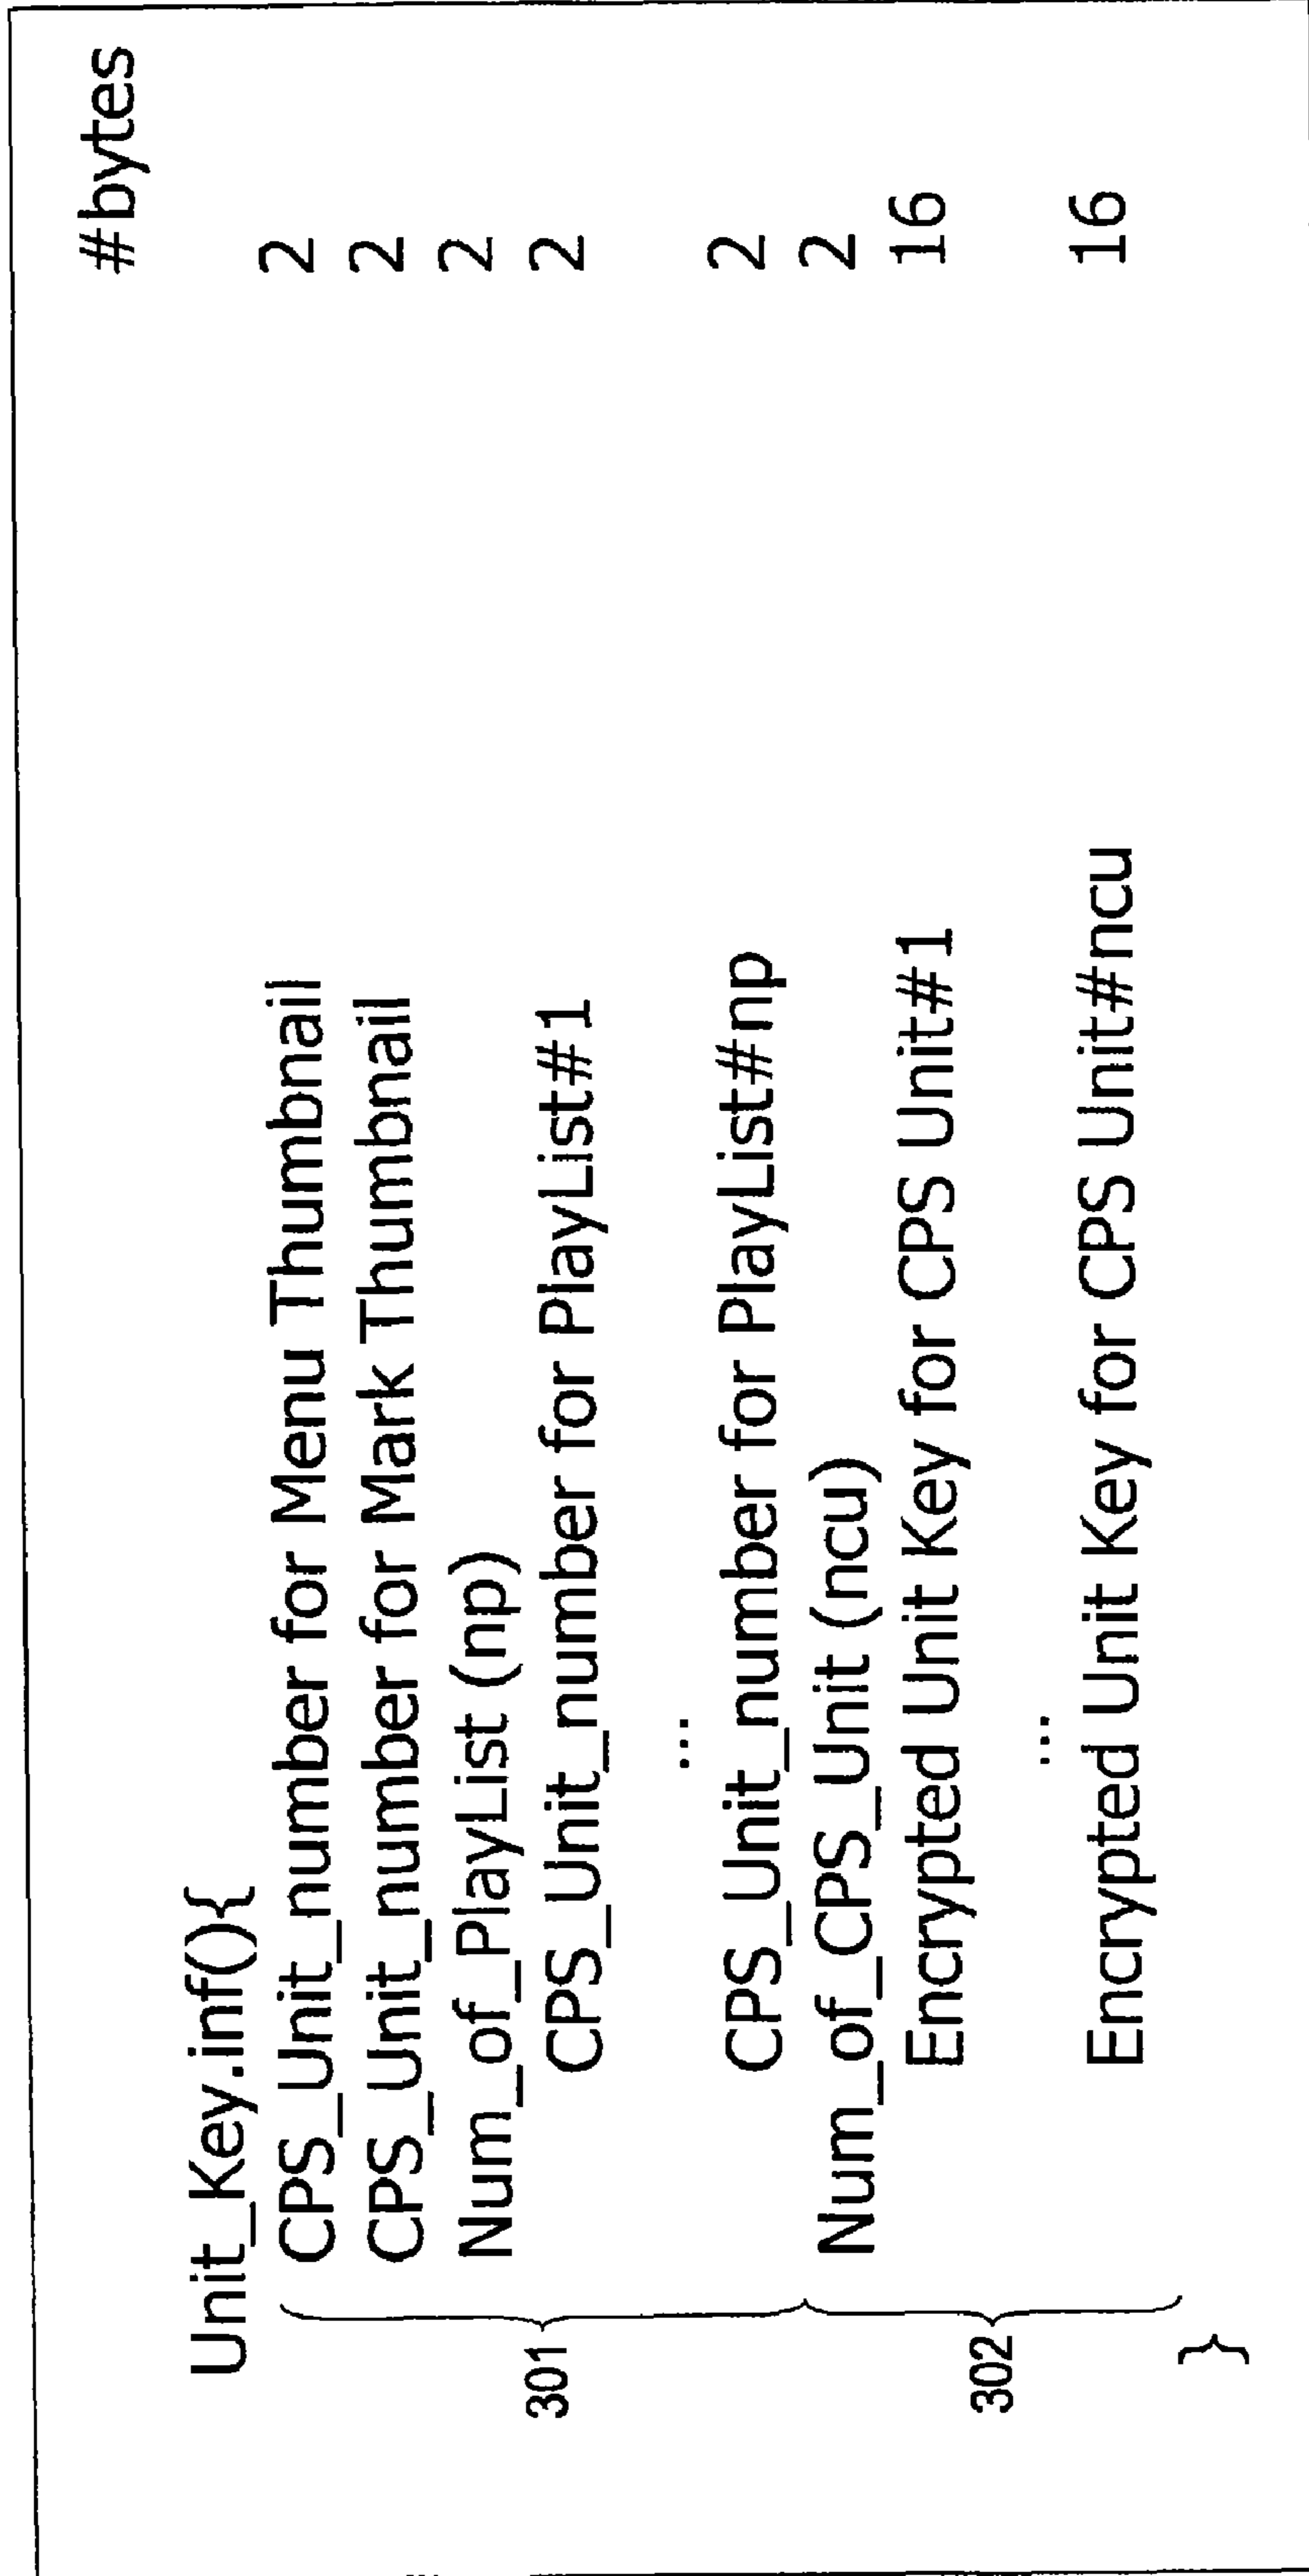 #bytes
Unit_Key.inf(){
CPS_Unit_number for Menu Thumbnail 2
CPS_Unit_number for Mark Thumbnail 2
Num_of_PlayList (np) 2
CPS_Unit_number for PlayList#1 2
301
...
CPS_Unit_number for PlayList#np 2
Num_of_CPS_Unit (ncu) 2
Encrypted Unit Key for CPS Unit#1 16
302
...
Encrypted Unit Key for CPS Unit#ncu 16
}